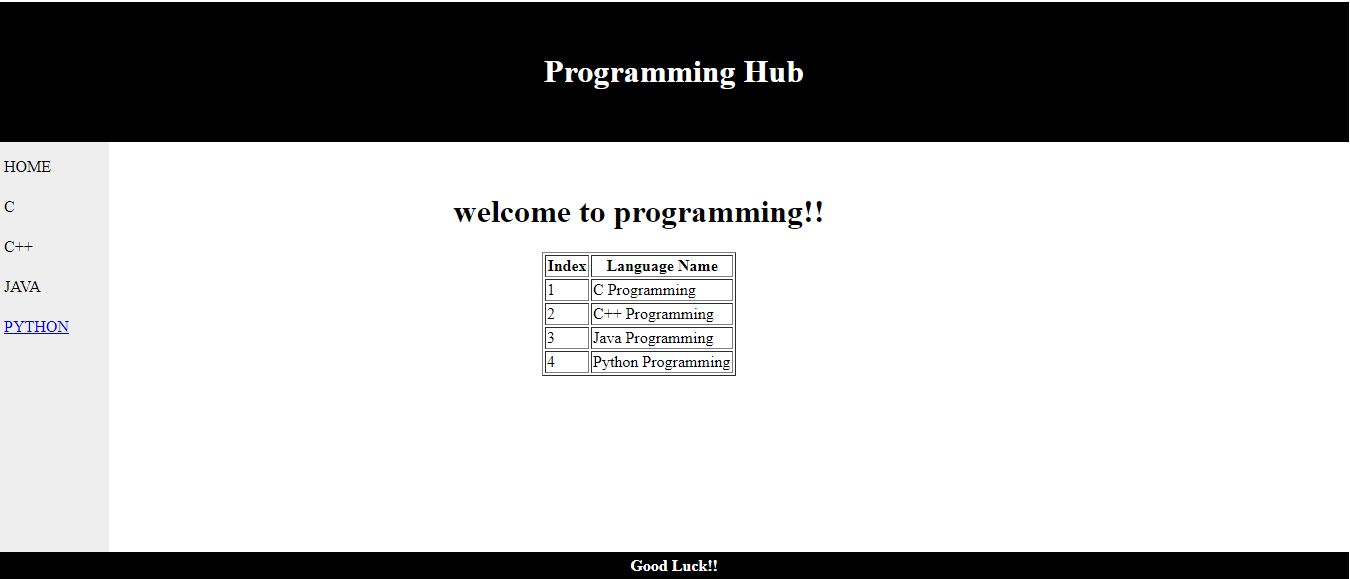 Programming Hub
HOME
C
C++
JAVA
PYTHON
welcome to programming!!
Index Language Name
1 C Programming
2 C++ Programming
3 Java Programming
4 Python Programming
Good Luck!!